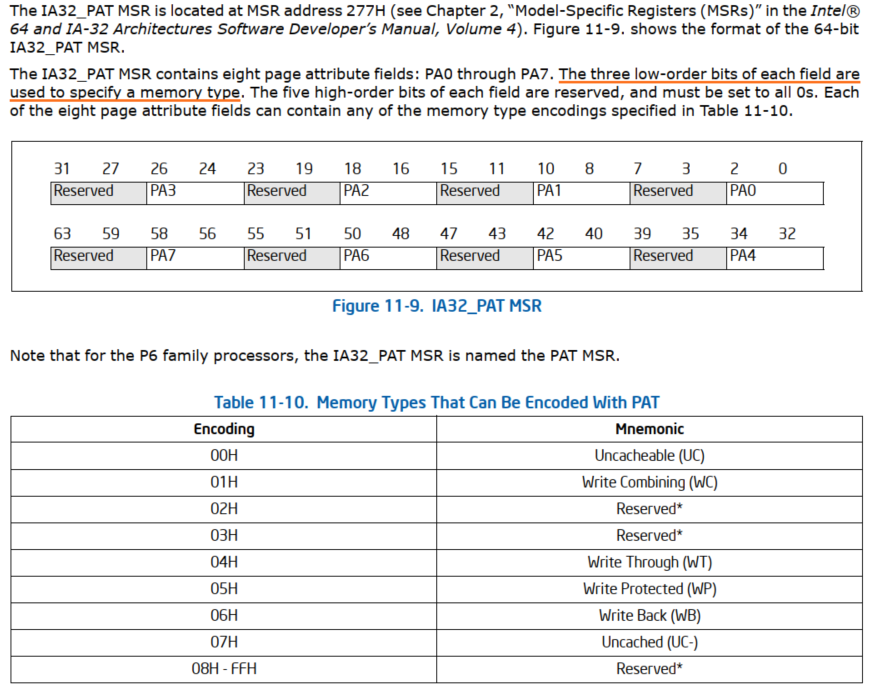 The IA32_PAT MSR is located at MSR address 277H (see Chapter 2, “Model-Specific Registers (MSRs)” in the Intel®
64 and IA-32 Architectures Software Developer’s Manual, Volume 4). Figure 11-9. shows the format of the 64-bit
IA32_PAT MSR.
The IA32_PAT MSR contains eight page attribute fields: PA0 through PA7. The three low-order bits of each field are
used to specify a memory type. The five high-order bits of each field are reserved, and must be set to all 0s. Each
of the eight page attribute fields can contain any of the memory type encodings specified in Table 11-10.
31 27 26 24 23 19 18 16 15 11 10 8 7 3 2 0
Reserved PA3 Reserved PA2 Reserved PA1 Reserved PA0
63 59 58 56 55 51 50 48 47 43 42 40 39 35 34 32
Reserved PA7 Reserved PA6 Reserved PA5 Reserved PA4
Figure 11-9. IA32_PAT MSR
Note that for the P6 family processors, the IA32_PAT MSR is named the PAT MSR.
Table 11-10. Memory Types That Can Be Encoded With PAT
Encoding Mnemonic
00H Uncacheable (UC)
01H Write Combining (WC)
02H Reserved*
03H Reserved*
04H Write Through (WT)
05H Write Protected (WP)
06H Write Back (WB)
07H Uncached (UC-)
08H - FFH Reserved*